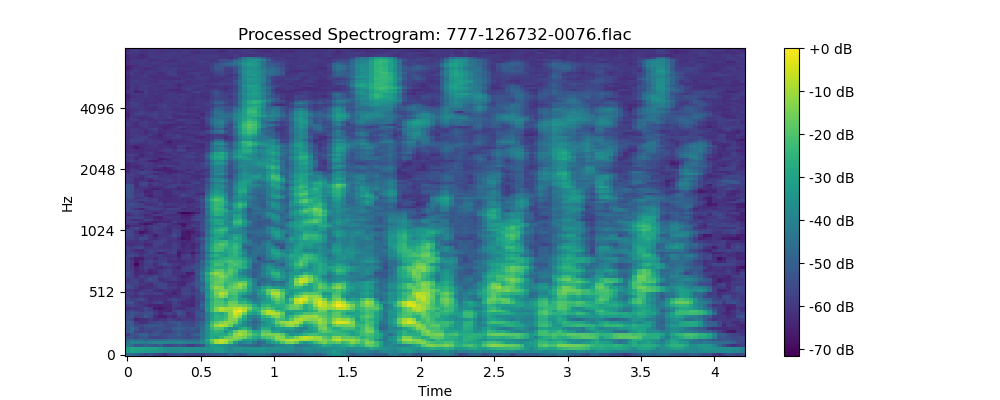 Processed Spectrogram: 777-126732-0076.flac
Hz
4096
2048
1024
512
0
0 0.5 1 1.5 2 2.5 3 3.5 4
Time
+0 dB
-10 dB
-20 dB
-30 dB
-40 dB
-50 dB
-60 dB
-70 dB